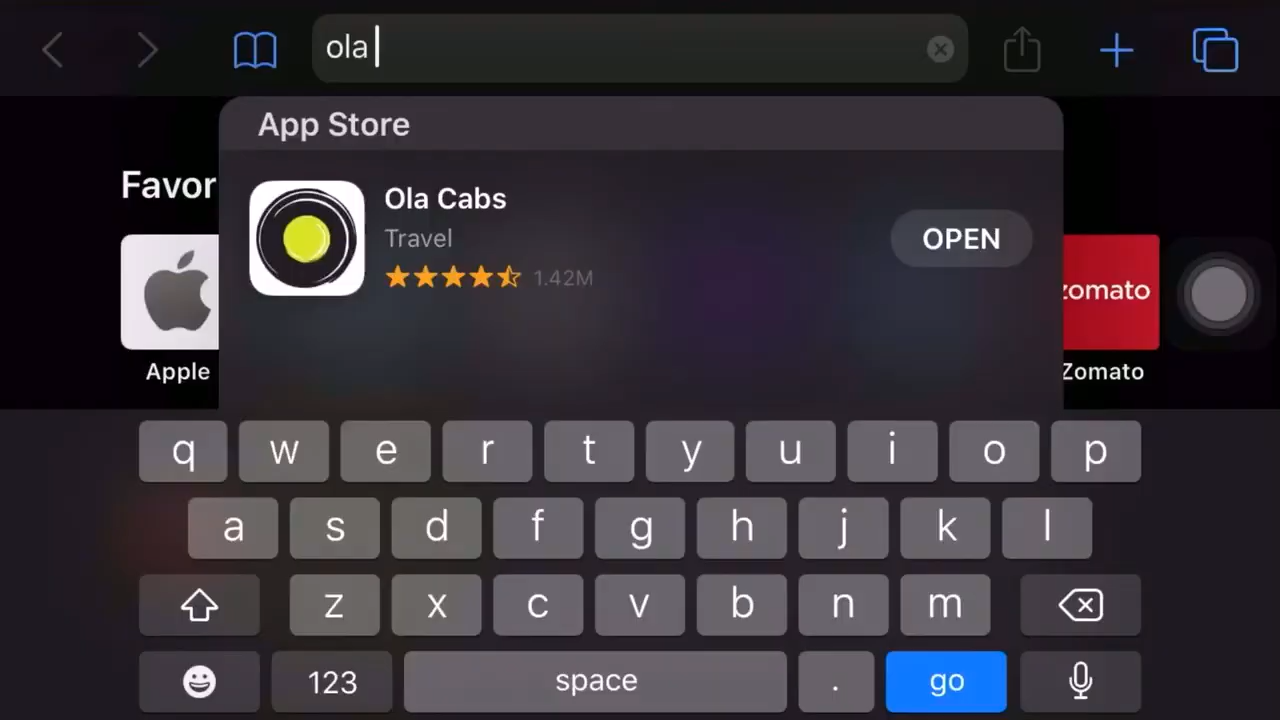 ola
App Store
Favor
Ola Cabs
Travel
1.42M
OPEN
zomato
Apple
Zomato
q w e r t y u i o p
a s d f g h j k l
z x c v b n m
123 space . go